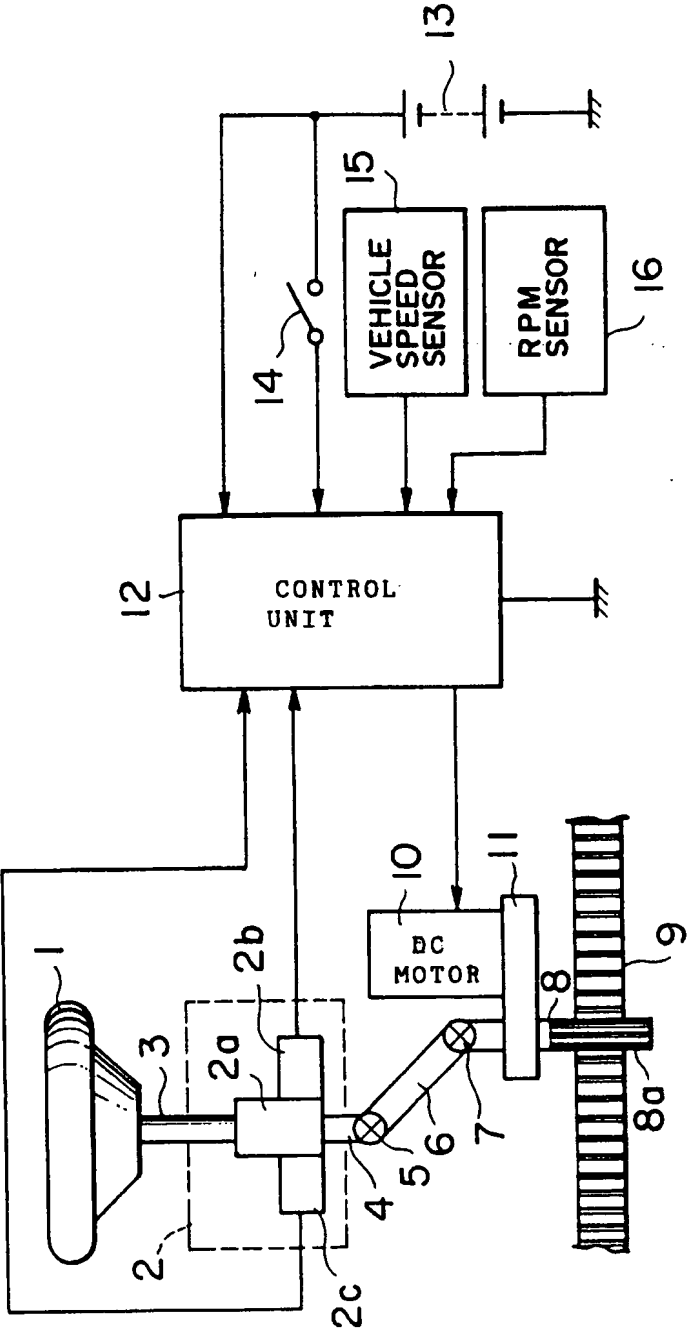 13
15
VEHICLE
SPEED
SENSOR
RPM
SENSOR
16
14
12
CONTROL
UNIT
1
3
2
2a
2b
2c
4
5
6
7
10
DC
MOTOR
11
8
8a
9